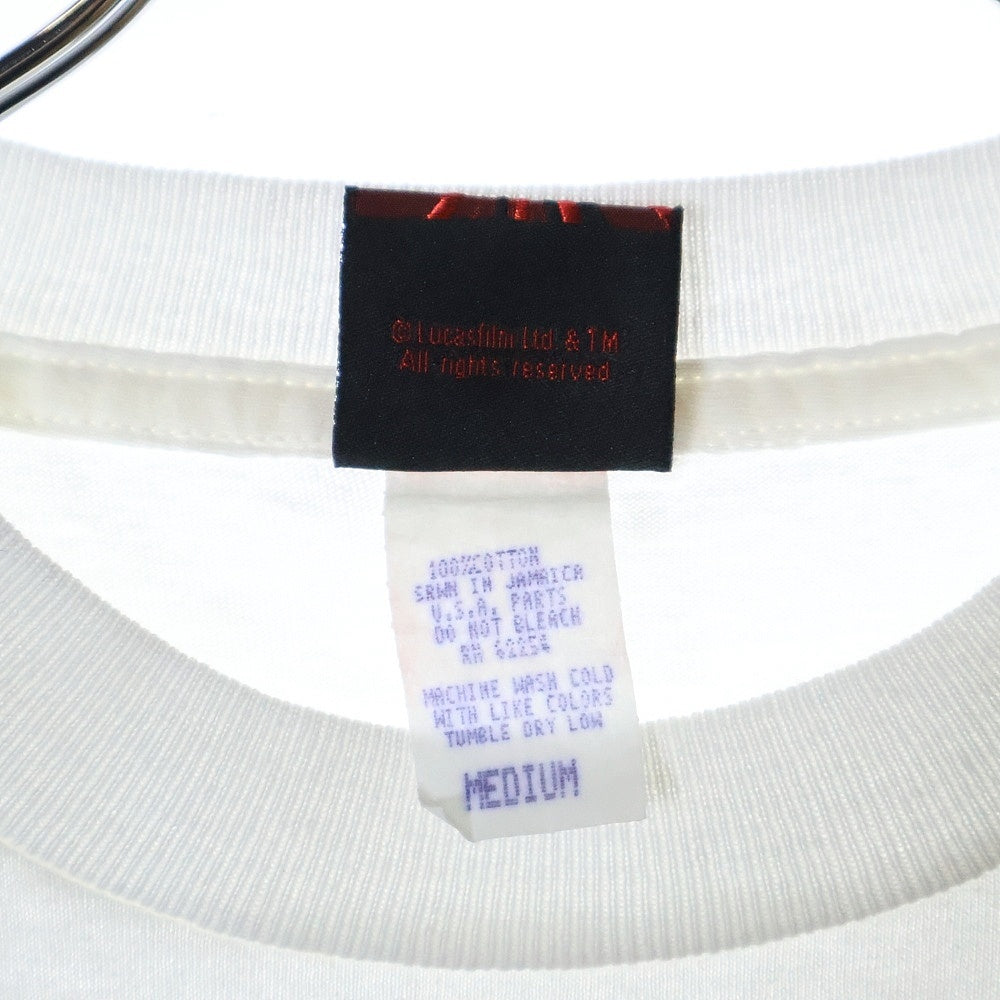 ©Lucasfilm Ltd. & TM
All rights reserved
100%COTTON
SEWN IN JAMAICA
U.S.A. PARTS
DO NOT BLEACH
RN
MACHINE WASH COLD
WITH LIKE COLORS
TUMBLE DRY LOW
MEDIUM